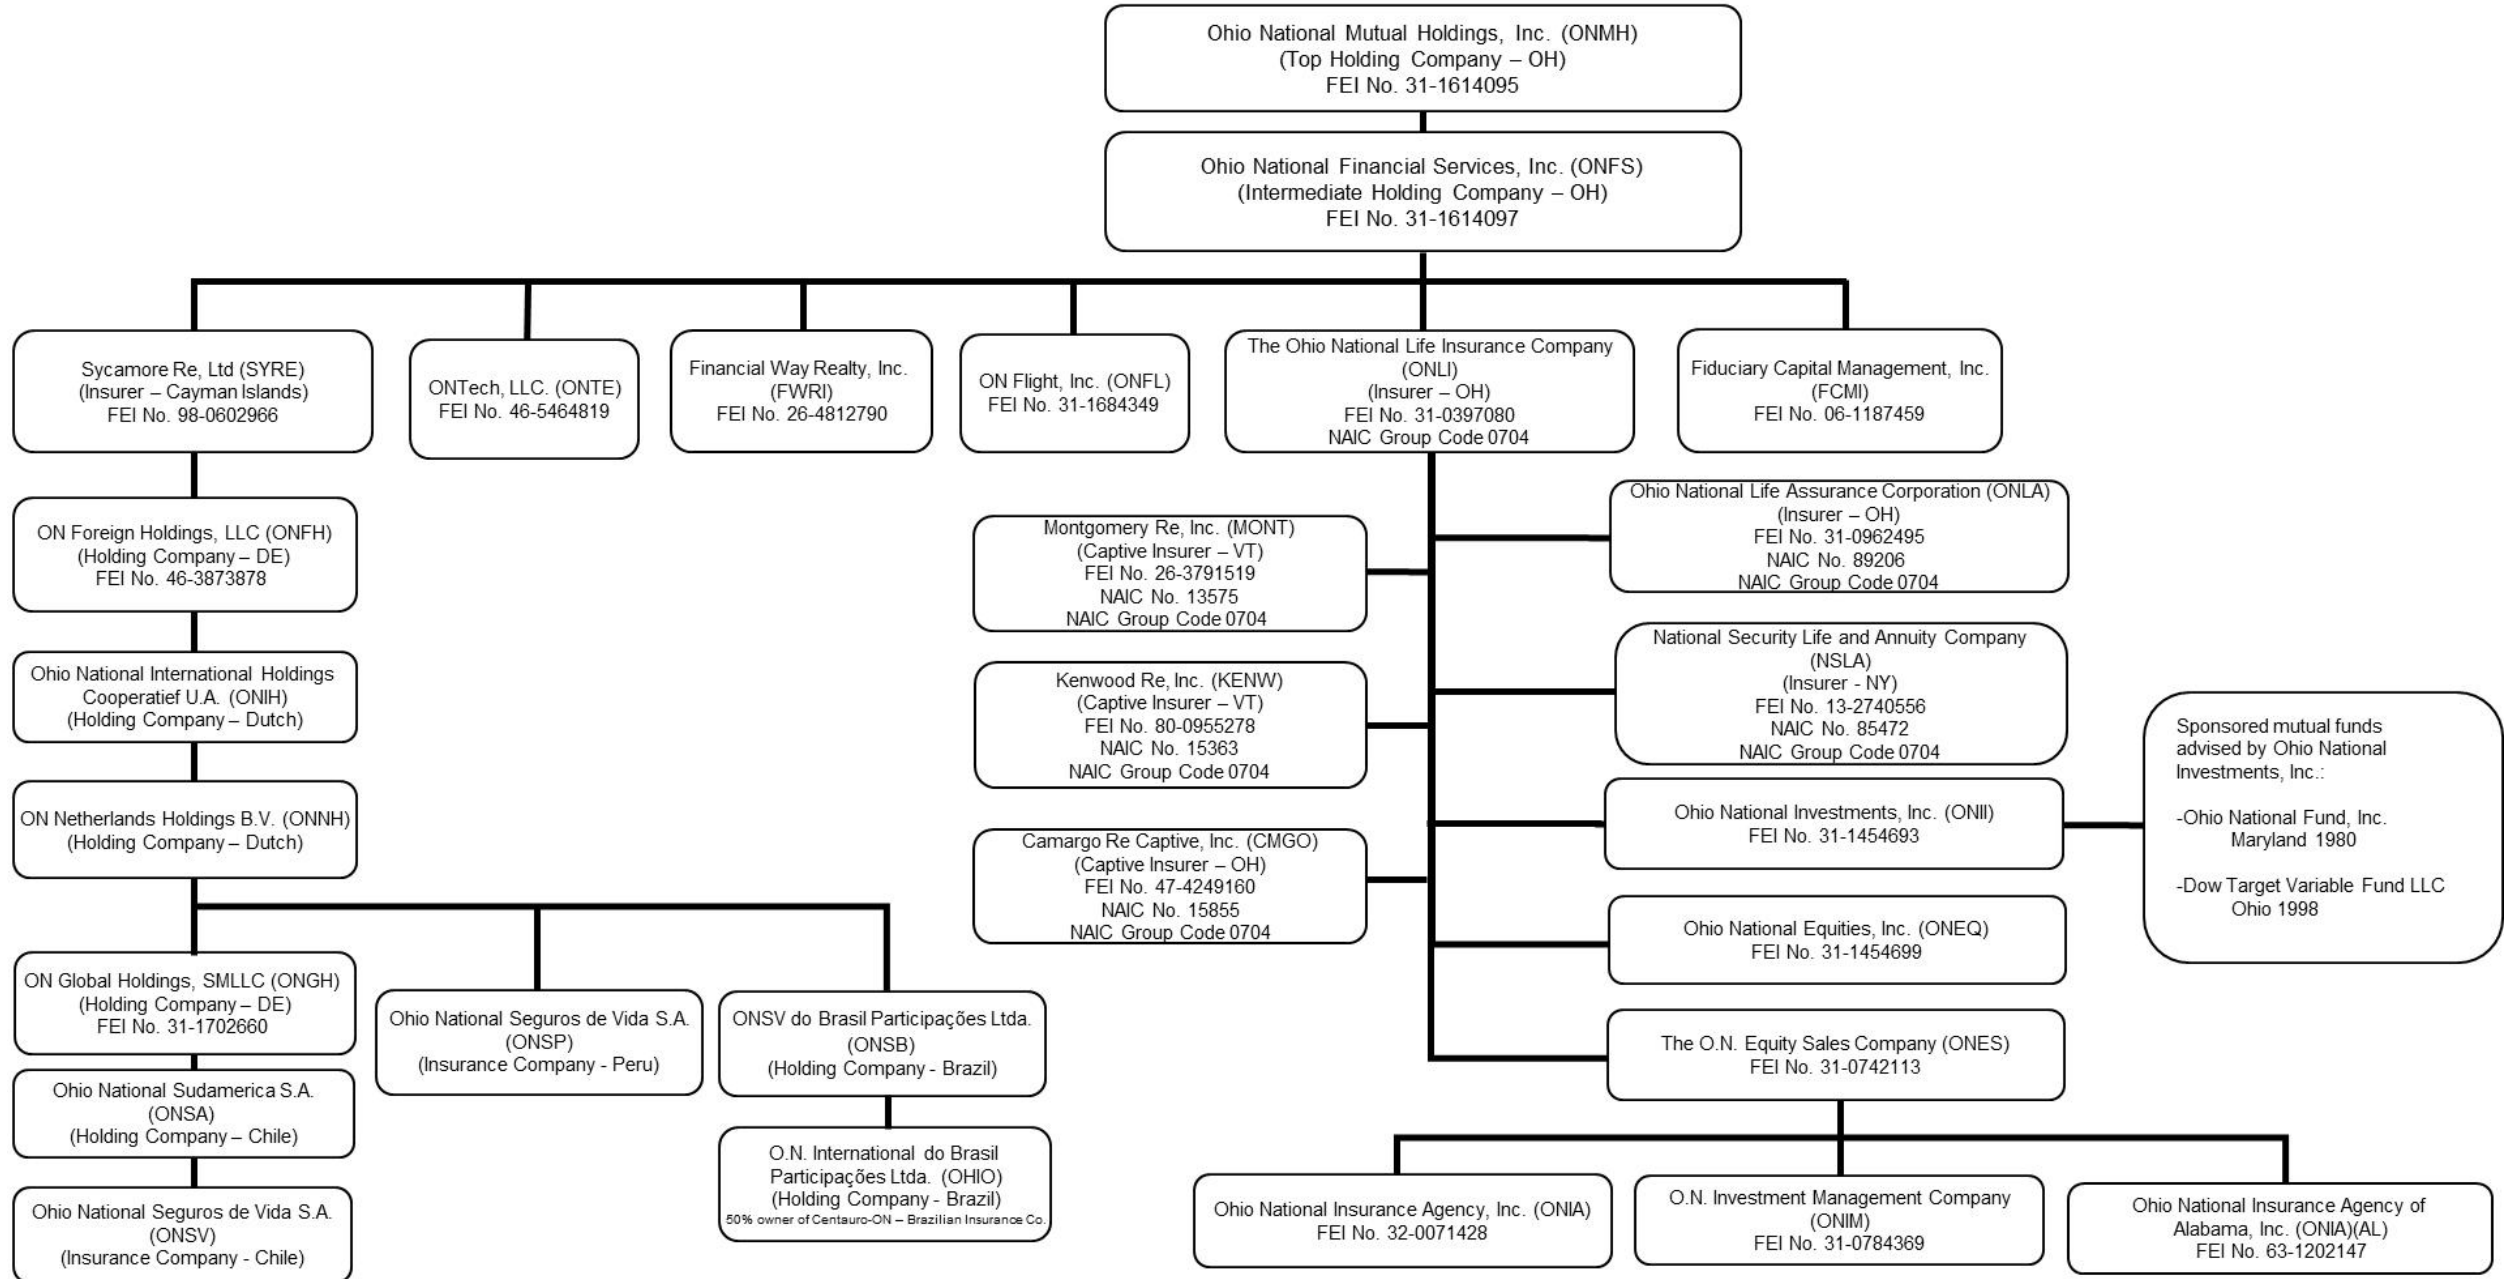 Ohio National Mutual Holdings, Inc. (ONMH)
(Top Holding Company – OH)
FEI No. 31-1614095
Ohio National Financial Services, Inc. (ONFS)
(Intermediate Holding Company – OH)
FEI No. 31-1614097
Sycamore Re, Ltd (SYRE)
(Insurer – Cayman Islands)
FEI No. 98-0602966
ONTech, LLC. (ONTE)
FEI No. 46-5464819
Financial Way Realty, Inc.
(FWRI)
FEI No. 26-4812790
ON Flight, Inc. (ONFL)
FEI No. 31-1684349
The Ohio National Life Insurance Company
(ONLI)
(Insurer – OH)
FEI No. 31-0397080
NAIC Group Code 0704
Fiduciary Capital Management, Inc.
(FCMI)
FEI No. 06-1187459
ON Foreign Holdings, LLC (ONFH)
(Holding Company – DE)
FEI No. 46-3873878
Ohio National International Holdings
Cooperatief U.A. (ONIH)
(Holding Company – Dutch)
ON Netherlands Holdings B.V. (ONNH)
(Holding Company – Dutch)
ON Global Holdings, SMLLC (ONGH)
(Holding Company – DE)
FEI No. 31-1702660
Ohio National Sudamerica S.A.
(ONSA)
(Holding Company – Chile)
Ohio National Seguros de Vida S.A.
(ONSV)
(Insurance Company - Chile)
Ohio National Seguros de Vida S.A.
(ONSP)
(Insurance Company - Peru)
ONSV do Brasil Participações Ltda.
(ONSB)
(Holding Company - Brazil)
O.N. International do Brasil
Participações Ltda. (OHIO)
(Holding Company - Brazil)
50% owner of Centauro-ON – Brazilian Insurance Co.
Montgomery Re, Inc. (MONT)
(Captive Insurer – VT)
FEI No. 26-3791519
NAIC No. 13575
NAIC Group Code 0704
Kenwood Re, Inc. (KENW)
(Captive Insurer – VT)
FEI No. 80-0955278
NAIC No. 15363
NAIC Group Code 0704
Camargo Re Captive, Inc. (CMGO)
(Captive Insurer – OH)
FEI No. 47-4249160
NAIC No. 15855
NAIC Group Code 0704
Ohio National Life Assurance Corporation (ONLA)
(Insurer – OH)
FEI No. 31-0962495
NAIC No. 89206
NAIC Group Code 0704
National Security Life and Annuity Company
(NSLA)
(Insurer - NY)
FEI No. 13-2740556
NAIC No. 85472
NAIC Group Code 0704
Ohio National Investments, Inc. (ONII)
FEI No. 31-1454693
Sponsored mutual funds
advised by Ohio National
Investments, Inc.:
-Ohio National Fund, Inc.
Maryland 1980
-Dow Target Variable Fund LLC
Ohio 1998
Ohio National Equities, Inc. (ONEQ)
FEI No. 31-1454699
The O.N. Equity Sales Company (ONES)
FEI No. 31-0742113
Ohio National Insurance Agency, Inc. (ONIA)
FEI No. 32-0071428
O.N. Investment Management Company
(ONIM)
FEI No. 31-0784369
Ohio National Insurance Agency of
Alabama, Inc. (ONIA)(AL)
FEI No. 63-1202147